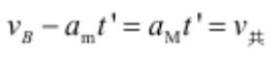 v_B - a_m t' = a_M t' = v_共